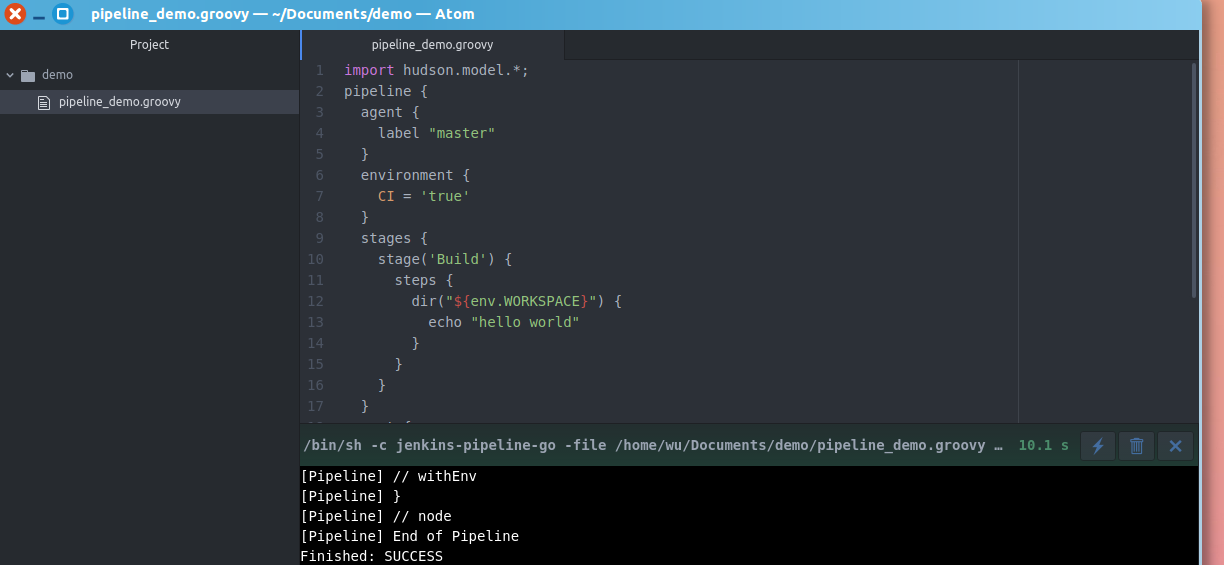 pipeline_demo.groovy — ~/Documents/demo — Atom
Project
demo
pipeline_demo.groovy
pipeline_demo.groovy
1 import hudson.model.*;
2 pipeline {
3   agent {
4     label "master"
5   }
6   environment {
7     CI = 'true'
8   }
9   stages {
10     stage('Build') {
11       steps {
12         dir("${env.WORKSPACE}") {
13           echo "hello world"
14         }
15       }
16     }
17   }
/bin/sh -c jenkins-pipeline-go -file /home/wu/Documents/demo/pipeline_demo.groovy … 10.1 s
[Pipeline] // withEnv
[Pipeline] }
[Pipeline] // node
[Pipeline] End of Pipeline
Finished: SUCCESS